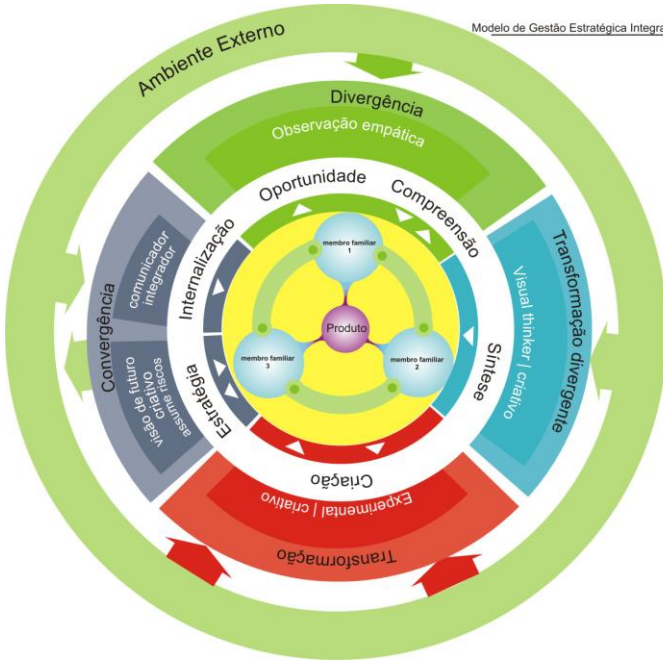 Modelo de Gestão Estratégica Integra
Ambiente Externo
Divergência
Observação empática
Oportunidade
Compreensão
Transformação divergente
Visual thinker | criativo
Síntese
Criação
Experimental | criativo
Transformação
Convergência
comunicador
integrador
visão de futuro
criativo
assume riscos
Internalização
Estratégia
membro familiar
1
Produto
membro familiar
2
membro familiar
3